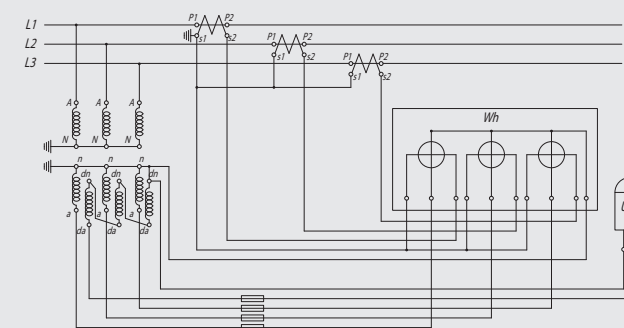 L1 P1 P2
s1 s2
L2 P1 P2
s1 s2
L3 P1 P2
s1 s2
A A A
Wh
N N N
n n n
dn dn dn
a a a
da da da